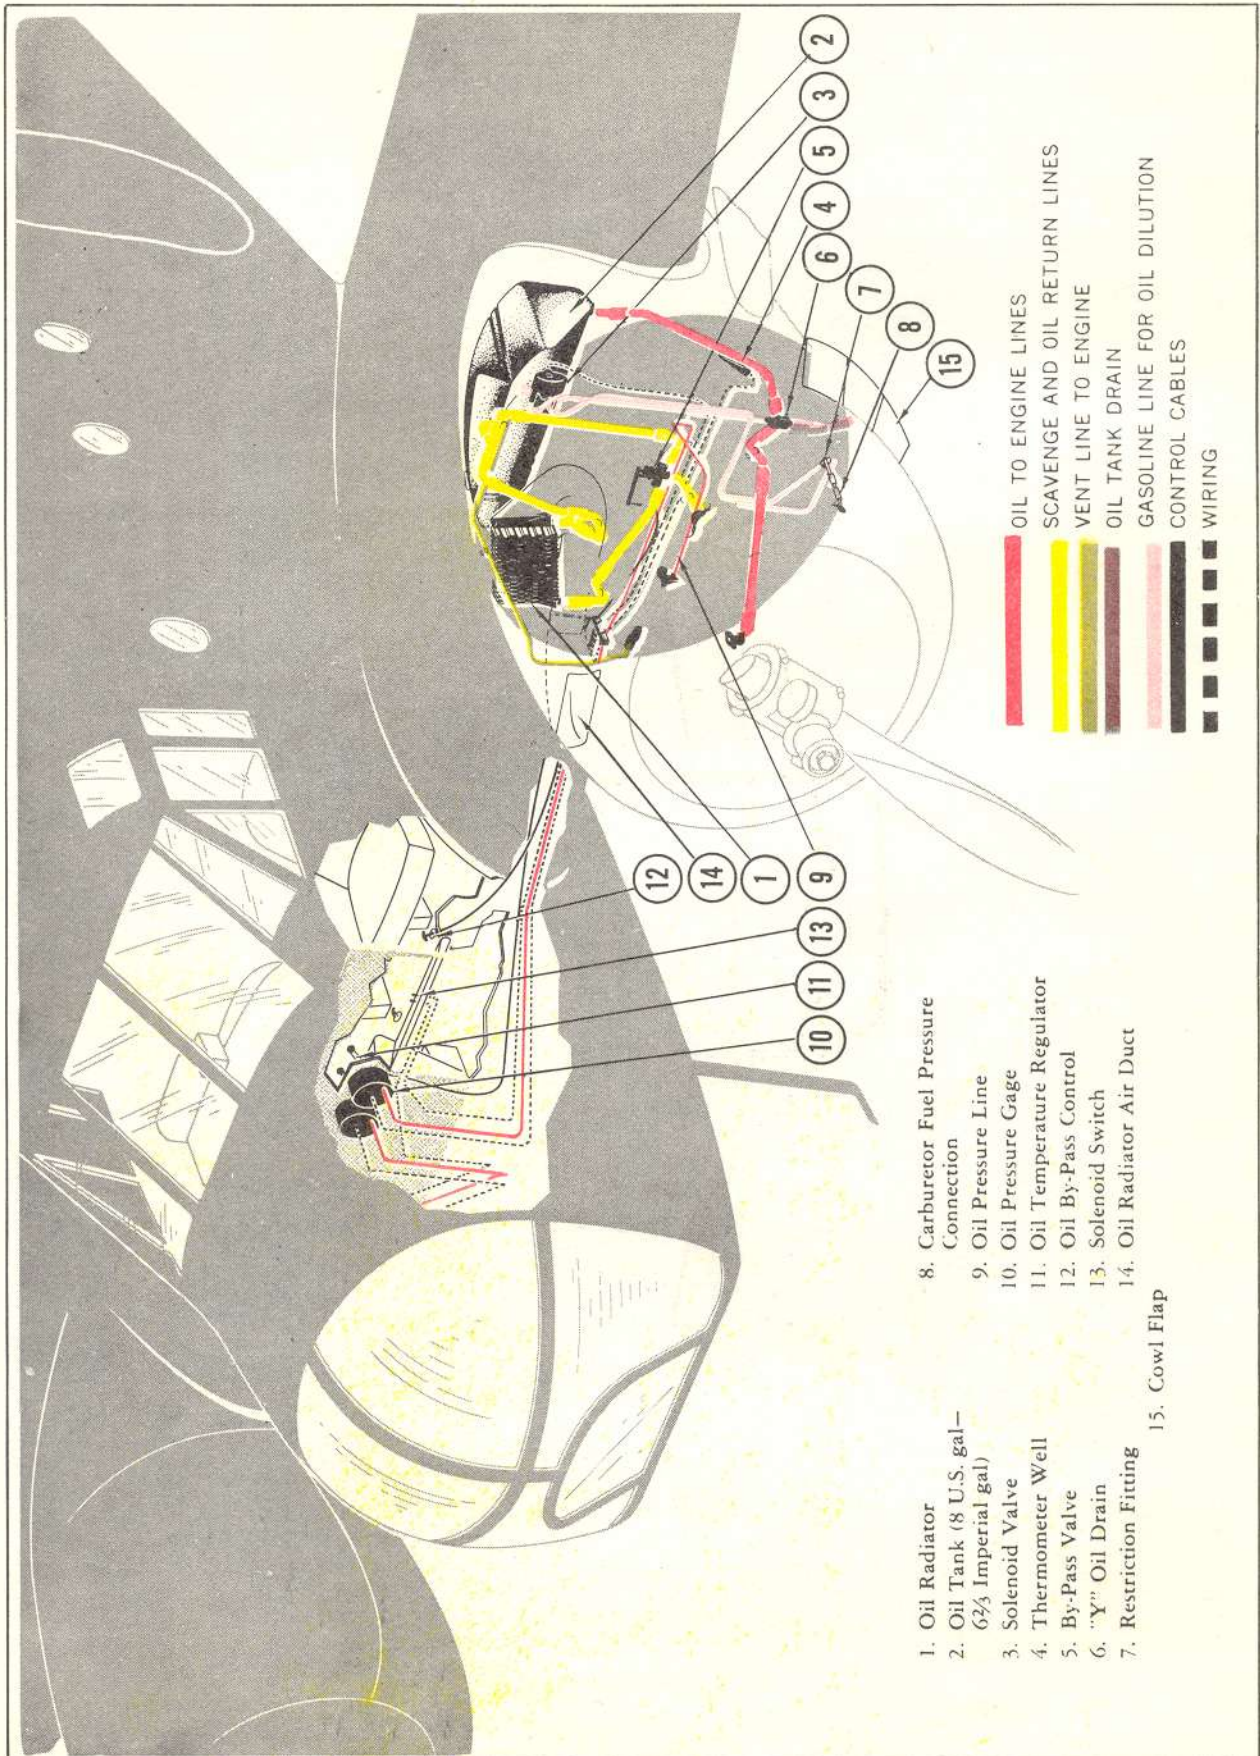 2
3
5
4
6
7
8
15
12
14
1
9
13
11
10
OIL TO ENGINE LINES
SCAVENGE AND OIL RETURN LINES
VENT LINE TO ENGINE
OIL TANK DRAIN
GASOLINE LINE FOR OIL DILUTION
CONTROL CABLES
WIRING
1. Oil Radiator
2. Oil Tank (8 U.S. gal—
6⅔ Imperial gal)
3. Solenoid Valve
4. Thermometer Well
5. By-Pass Valve
6. "Y" Oil Drain
7. Restriction Fitting
8. Carburetor Fuel Pressure
Connection
9. Oil Pressure Line
10. Oil Pressure Gage
11. Oil Temperature Regulator
12. Oil By-Pass Control
13. Solenoid Switch
14. Oil Radiator Air Duct
15. Cowl Flap